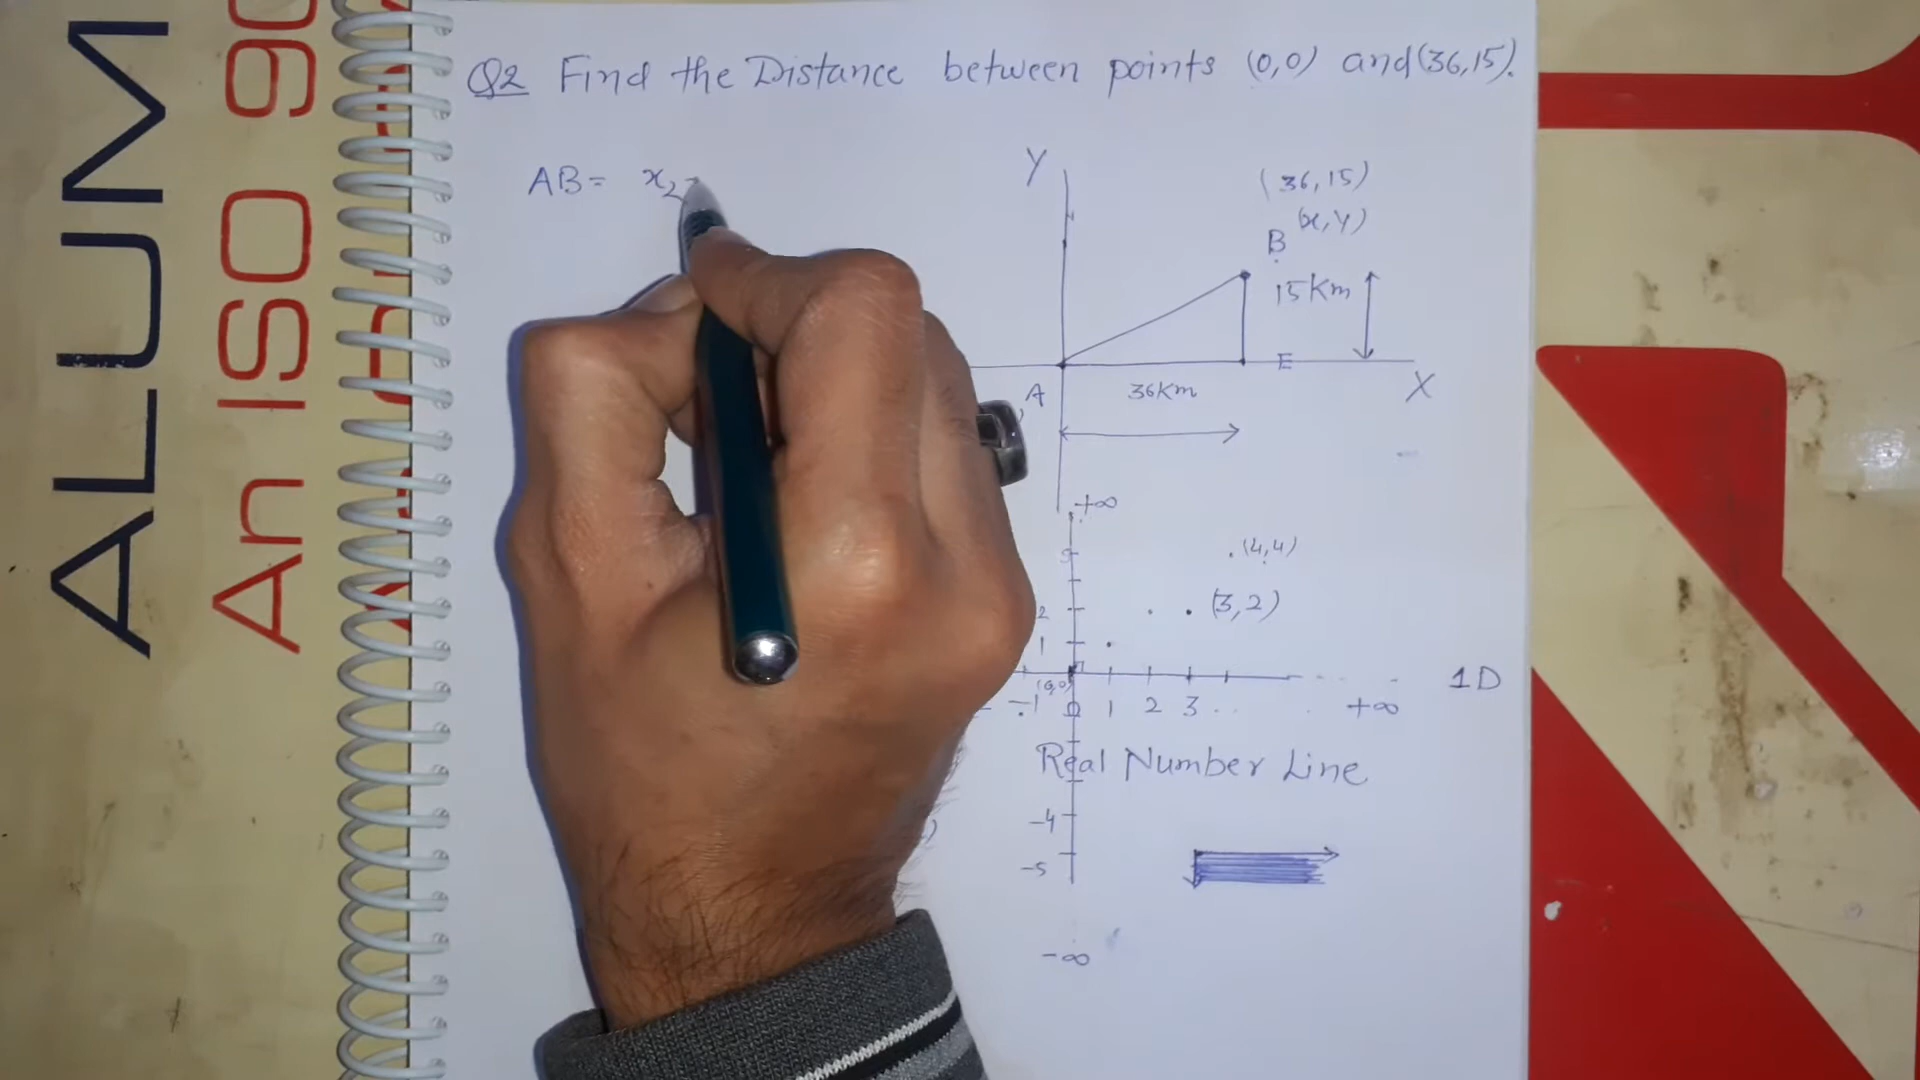 ALUM
An ISO 90
Q2 Find the Distance between points (0,0) and (36,15).
AB = x2-
Y
(36,15)
(x,y)
B
15Km
E
A
36Km
X
+∞
(4,4)
2
(3,2)
1
(0,0)
1D
-1 0 1 2 3 .. +∞
Real Number Line
-4
-5
-∞